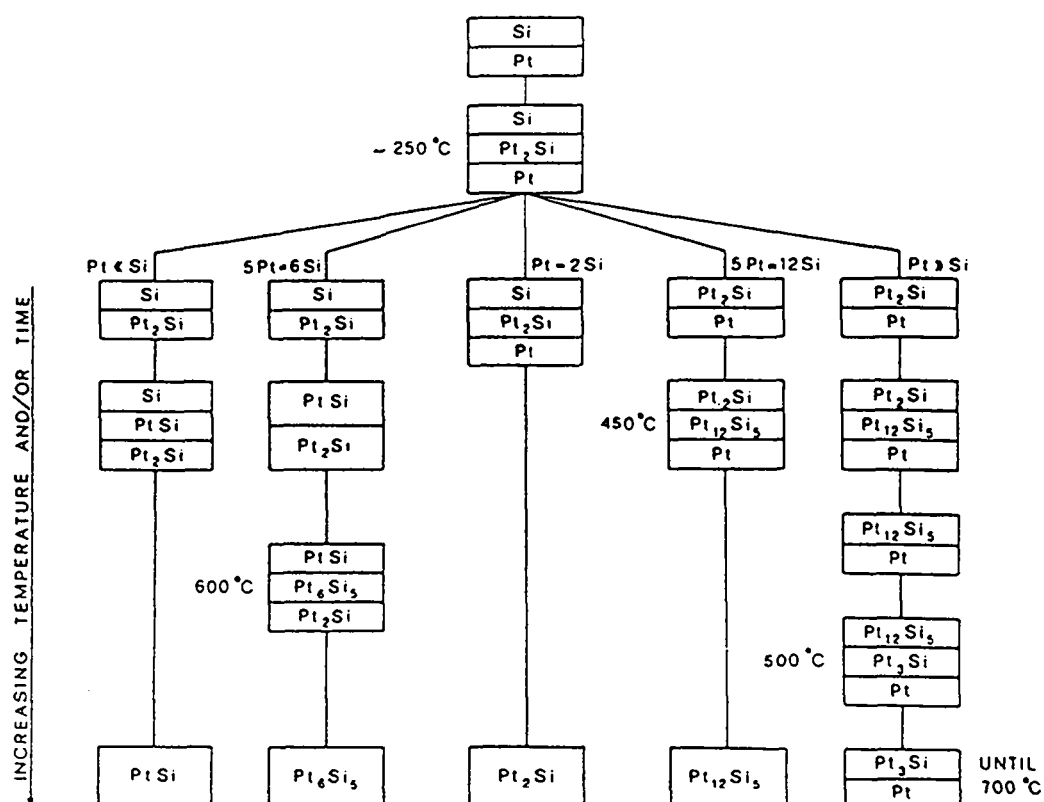 Si
Pt
Si
~ 250 °C
Pt₂Si
Pt
Pt « Si
5Pt=6Si
Pt=2Si
5Pt=12Si
Pt » Si
Si
Pt₂Si
Si
Pt₂Si
Si
Pt₂Si
Pt
Pt₂Si
Pt
Pt₂Si
Pt
Si
PtSi
Pt₂Si
PtSi
Pt₂Si
450 °C
Pt₂Si
Pt₁₂Si₅
Pt
Pt₂Si
Pt₁₂Si₅
Pt
Pt₁₂Si₅
Pt
600 °C
PtSi
Pt₆Si₅
Pt₂Si
500 °C
Pt₁₂Si₅
Pt₃Si
Pt
PtSi
Pt₆Si₅
Pt₂Si
Pt₁₂Si₅
Pt₃Si
Pt
UNTIL
700 °C
INCREASING TEMPERATURE AND/OR TIME